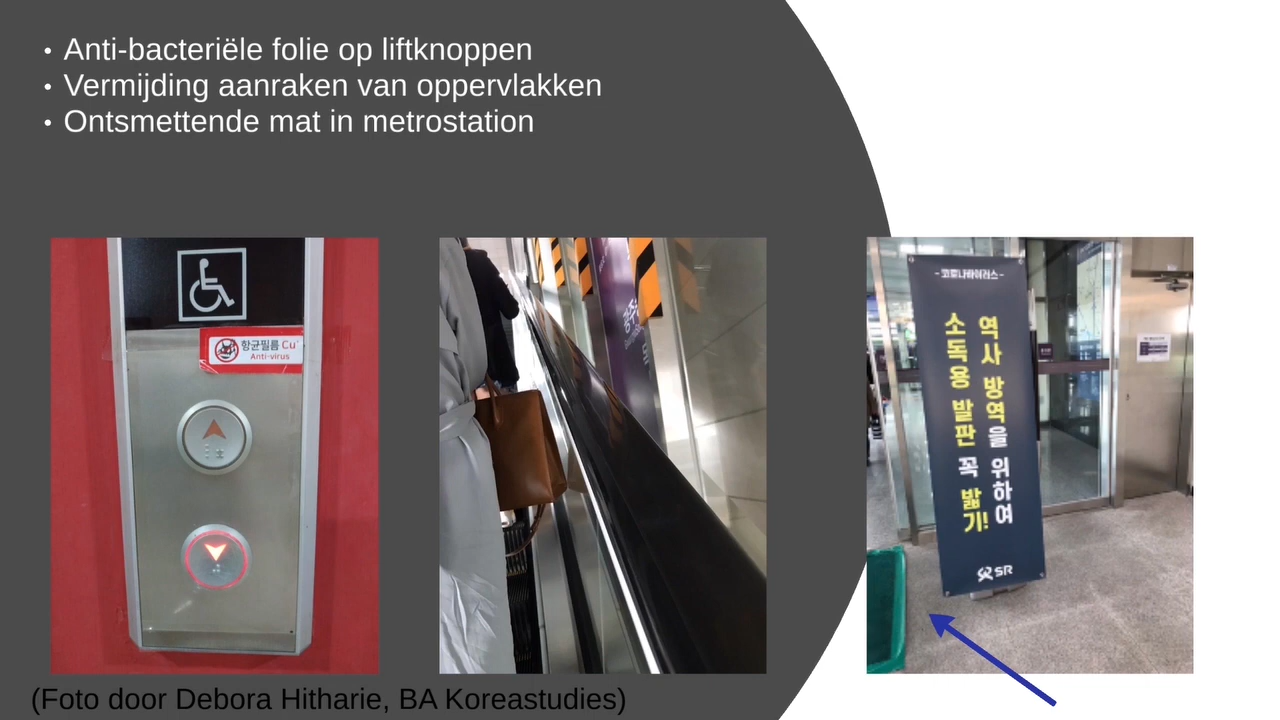 • Anti-bacteriële folie op liftknoppen
• Vermijding aanraken van oppervlakken
• Ontsmettende mat in metrostation
항균필름 Cu+
Anti-virus
- 코로나바이러스 -
역사 방역을 위하여
소독용 발판 꼭 밟기!
SR
(Foto door Debora Hitharie, BA Koreastudies)